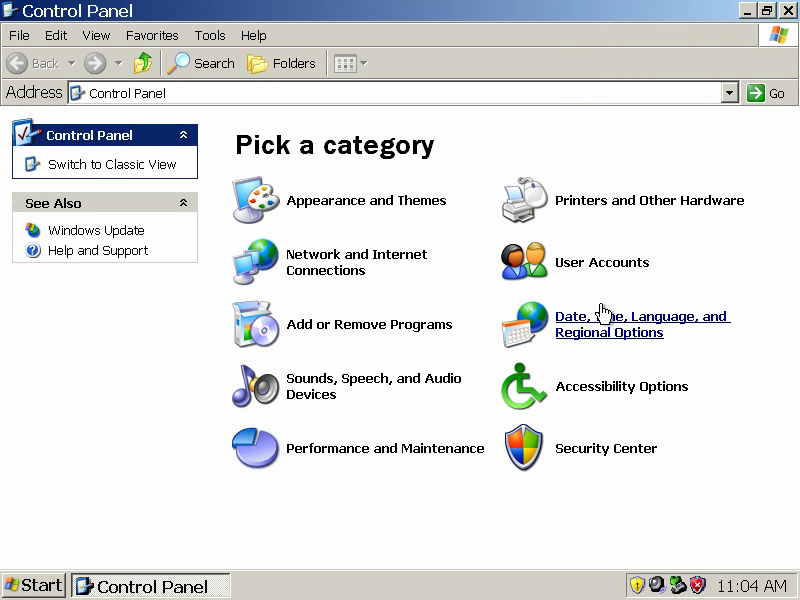 Control Panel
File Edit View Favorites Tools Help
Back Search Folders
Address Control Panel Go
Control Panel
Switch to Classic View
See Also
Windows Update
Help and Support
Pick a category
Appearance and Themes
Printers and Other Hardware
Network and Internet
Connections
User Accounts
Add or Remove Programs
Date, Language, and
Regional Options
Sounds, Speech, and Audio
Devices
Accessibility Options
Performance and Maintenance
Security Center
Start Control Panel 11:04 AM